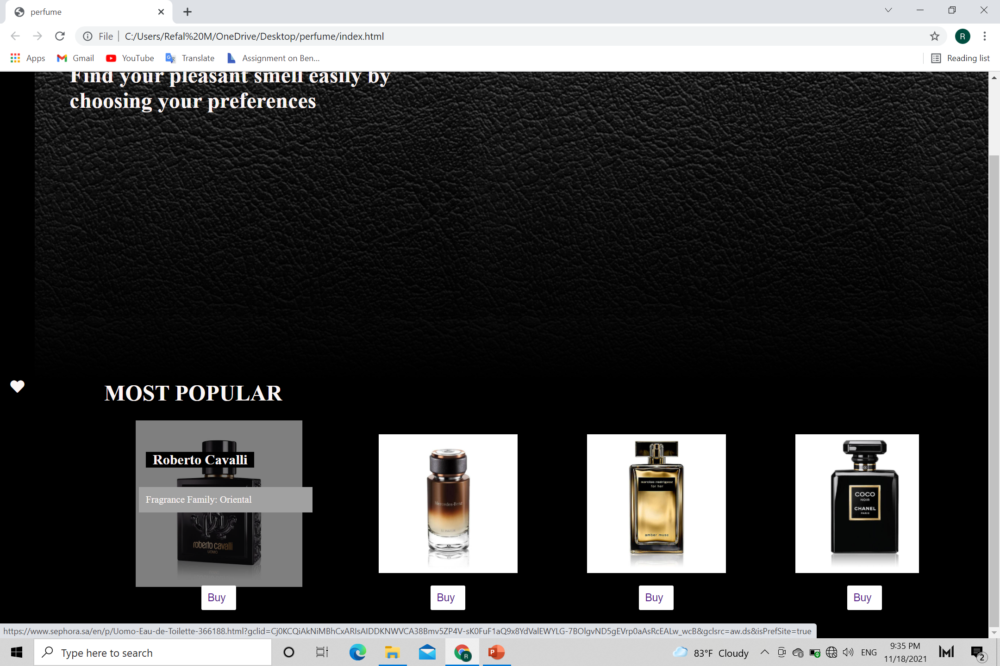 perfume
File
C:/Users/Refal%20M/OneDrive/Desktop/perfume/index.html
R
Apps
Gmail
YouTube
Translate
Assignment on Ben...
Reading list
Find your pleasant smell easily by
choosing your preferences
MOST POPULAR
Roberto Cavalli
Fragrance Family: Oriental
roberto cavalli
UOMO
Mercedes-Benz
narciso rodriguez
for her
amber musc
COCO
NOIR
CHANEL
PARIS
Buy
Buy
Buy
Buy
https://www.sephora.sa/en/p/Uomo-Eau-de-Toilette-366188.html?gclid=Cj0KCQiAkNiMBhCxARIsAIDDKNWVCA38Bmv5ZP4V-sK0FuF1aQ9x8YdValEWYLG-7BOlgvND5gEVrp0aAsRcEALw_wcB&gclsrc=aw.ds&isPrefSite=true
Type here to search
R
P
83°F Cloudy
ENG
9:35 PM
11/18/2021
2